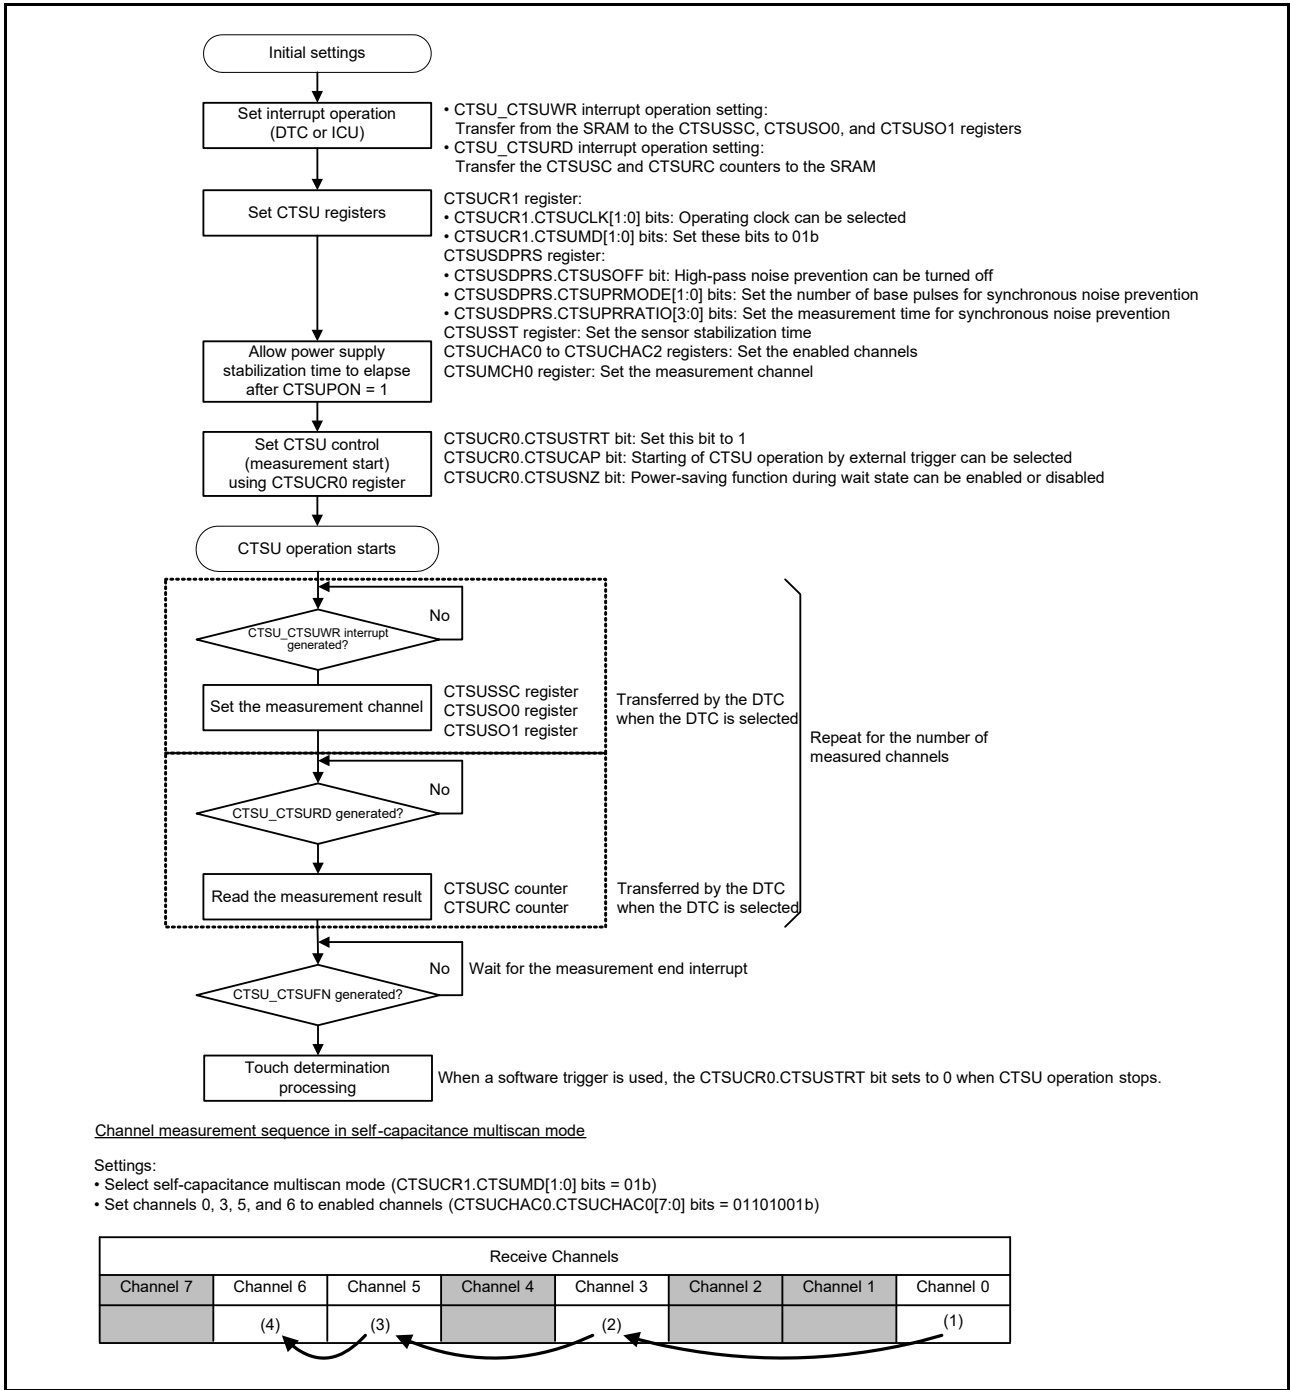 Initial settings
Set interrupt operation
(DTC or ICU)
• CTSU_CTSUWR interrupt operation setting:
Transfer from the SRAM to the CTSUSSC, CTSUSO0, and CTSUSO1 registers
• CTSU_CTSURD interrupt operation setting:
Transfer the CTSUSC and CTSURC counters to the SRAM
Set CTSU registers
CTSUCR1 register:
• CTSUCR1.CTSUCLK[1:0] bits: Operating clock can be selected
• CTSUCR1.CTSUMD[1:0] bits: Set these bits to 01b
CTSUSDPRS register:
• CTSUSDPRS.CTSUSOFF bit: High-pass noise prevention can be turned off
• CTSUSDPRS.CTSUPRMODE[1:0] bits: Set the number of base pulses for synchronous noise prevention
• CTSUSDPRS.CTSUPRRATIO[3:0] bits: Set the measurement time for synchronous noise prevention
CTSUSST register: Set the sensor stabilization time
CTSUCHAC0 to CTSUCHAC2 registers: Set the enabled channels
CTSUMCH0 register: Set the measurement channel
Allow power supply
stabilization time to elapse
after CTSUPON = 1
Set CTSU control
(measurement start)
using CTSUCR0 register
CTSUCR0.CTSUSTRT bit: Set this bit to 1
CTSUCR0.CTSUCAP bit: Starting of CTSU operation by external trigger can be selected
CTSUCR0.CTSUSNZ bit: Power-saving function during wait state can be enabled or disabled
CTSU operation starts
No
CTSU_CTSUWR interrupt
generated?
Set the measurement channel
CTSUSSC register
CTSUSO0 register
CTSUSO1 register
Transferred by the DTC
when the DTC is selected
Repeat for the number of
measured channels
No
CTSU_CTSURD generated?
Read the measurement result
CTSUSC counter
CTSURC counter
Transferred by the DTC
when the DTC is selected
No
Wait for the measurement end interrupt
CTSU_CTSUFN generated?
Touch determination
processing
When a software trigger is used, the CTSUCR0.CTSUSTRT bit sets to 0 when CTSU operation stops.
Channel measurement sequence in self-capacitance multiscan mode
Settings:
• Select self-capacitance multiscan mode (CTSUCR1.CTSUMD[1:0] bits = 01b)
• Set channels 0, 3, 5, and 6 to enabled channels (CTSUCHAC0.CTSUCHAC0[7:0] bits = 01101001b)
Receive Channels
Channel 7 Channel 6 Channel 5 Channel 4 Channel 3 Channel 2 Channel 1 Channel 0
(4) (3) (2) (1)